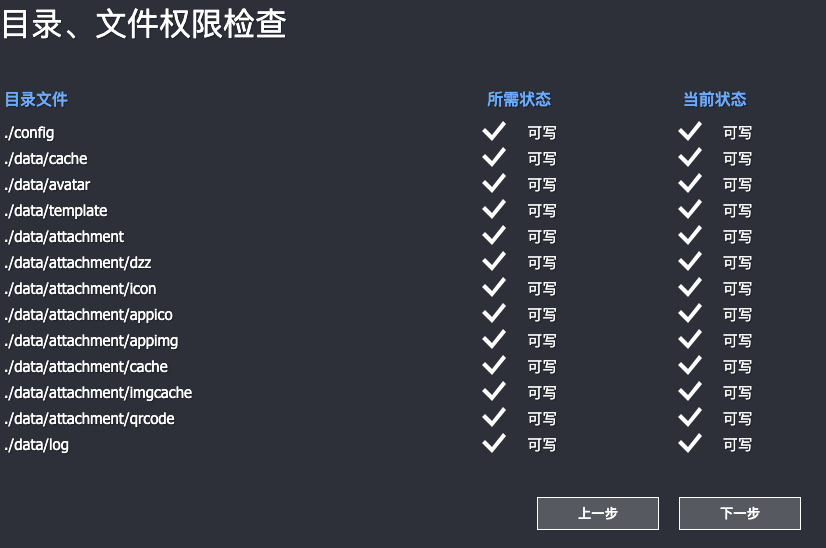 目录、文件权限检查
目录文件 所需状态 当前状态
./config 可写 可写
./data/cache 可写 可写
./data/avatar 可写 可写
./data/template 可写 可写
./data/attachment 可写 可写
./data/attachment/dzz 可写 可写
./data/attachment/icon 可写 可写
./data/attachment/appico 可写 可写
./data/attachment/appimg 可写 可写
./data/attachment/cache 可写 可写
./data/attachment/imgcache 可写 可写
./data/attachment/qrcode 可写 可写
./data/log 可写 可写
上一步 下一步